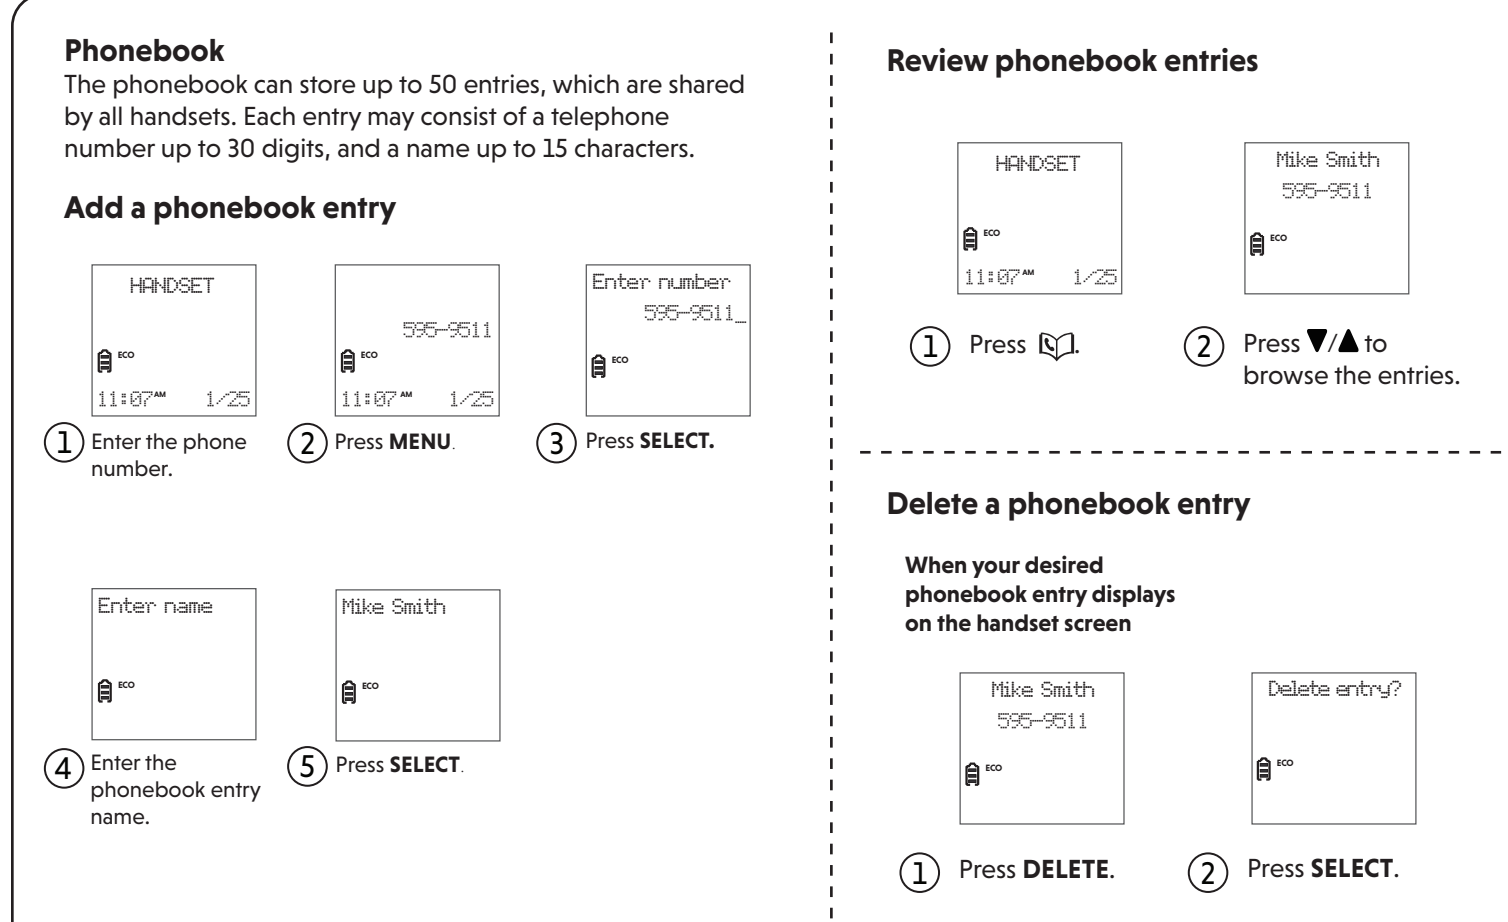 Phonebook
The phonebook can store up to 50 entries, which are shared
by all handsets. Each entry may consist of a telephone
number up to 30 digits, and a name up to 15 characters.
Add a phonebook entry
HANDSET
ECO
11:07 AM 1/25
1 Enter the phone
number.
595-9511
ECO
11:07 AM 1/25
2 Press MENU.
Enter number
595-9511_
ECO
3 Press SELECT.
Enter name
ECO
4 Enter the
phonebook entry
name.
Mike Smith
ECO
5 Press SELECT.
Review phonebook entries
HANDSET
ECO
11:07 AM 1/25
1 Press .
Mike Smith
595-9511
ECO
2 Press ▼/▲ to
browse the entries.
Delete a phonebook entry
When your desired
phonebook entry displays
on the handset screen
Mike Smith
595-9511
ECO
1 Press DELETE.
Delete entry?
ECO
2 Press SELECT.